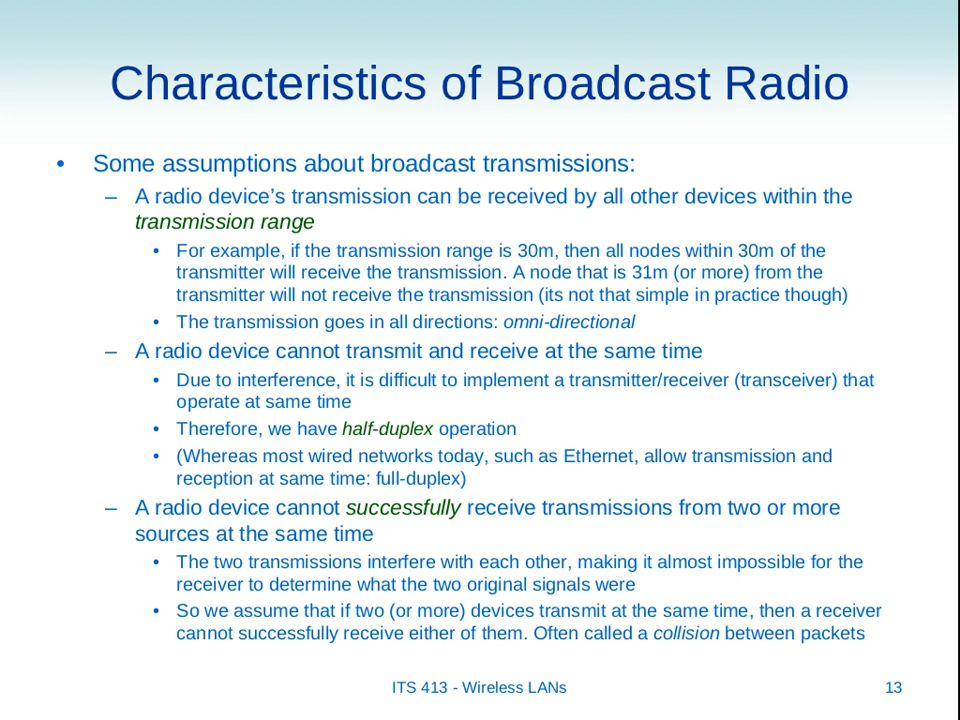 Characteristics of Broadcast Radio
• Some assumptions about broadcast transmissions:
– A radio device’s transmission can be received by all other devices within the
transmission range
• For example, if the transmission range is 30m, then all nodes within 30m of the
transmitter will receive the transmission. A node that is 31m (or more) from the
transmitter will not receive the transmission (its not that simple in practice though)
• The transmission goes in all directions: omni-directional
– A radio device cannot transmit and receive at the same time
• Due to interference, it is difficult to implement a transmitter/receiver (transceiver) that
operate at same time
• Therefore, we have half-duplex operation
• (Whereas most wired networks today, such as Ethernet, allow transmission and
reception at same time: full-duplex)
– A radio device cannot successfully receive transmissions from two or more
sources at the same time
• The two transmissions interfere with each other, making it almost impossible for the
receiver to determine what the two original signals were
• So we assume that if two (or more) devices transmit at the same time, then a receiver
cannot successfully receive either of them. Often called a collision between packets
ITS 413 - Wireless LANs
13